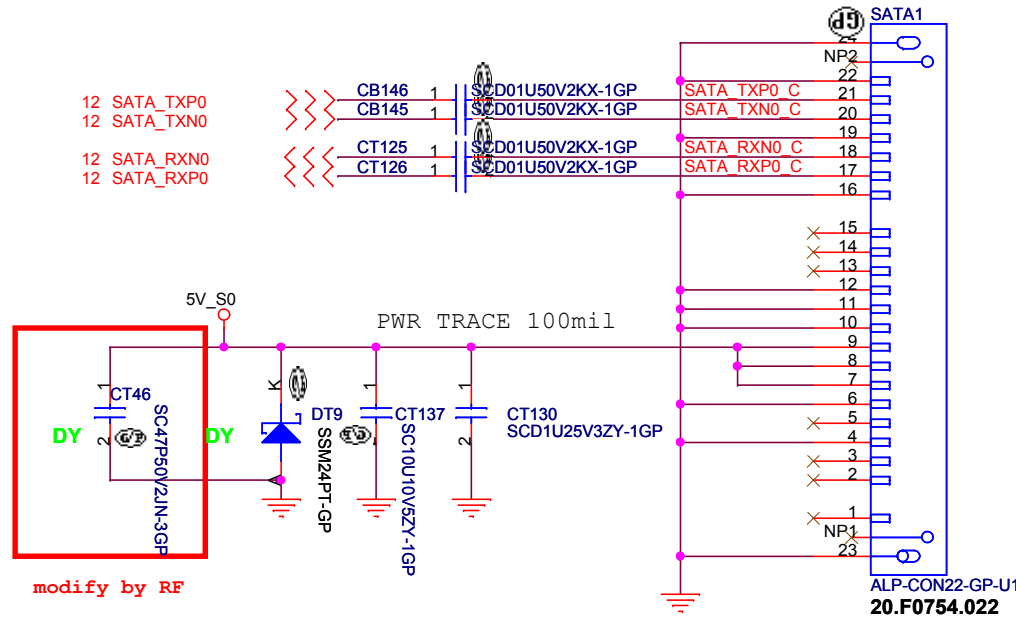 SATA1
GP
24
NP2
22
12 SATA_TXP0
CB146 1 SCD01U50V2KX-1GP SATA_TXP0_C 21
12 SATA_TXN0
CB145 1 SCD01U50V2KX-1GP SATA_TXN0_C 20
19
12 SATA_RXN0
CT125 1 SCD01U50V2KX-1GP SATA_RXN0_C 18
12 SATA_RXP0
CT126 1 SCD01U50V2KX-1GP SATA_RXP0_C 17
16
15
14
13
12
11
10
9
8
7
6
5
4
3
2
1
NP1
23
5V_S0
PWR TRACE 100mil
1
CT46
2
GP
SC47P50V2JN-3GP
DY
DY
K
DT9
A
SSM24PT-GP
1
CT137
2
SC10U10V5ZY-1GP
1
CT130
2
SCD1U25V3ZY-1GP
modify by RF
ALP-CON22-GP-U1
20.F0754.022